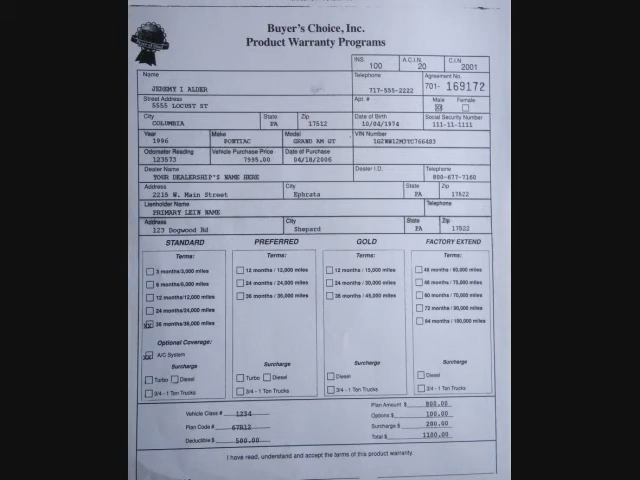 Buyer's Choice, Inc.
Product Warranty Programs
INS. 100 A.C.I.N. 20 C.I.N. 2001
Name JEREMY I ALDER Telephone 717-555-2222 Agreement No. 701- 169172
Street Address 5555 LOCUST ST Apt. # Male Female
City COLUMBIA State PA Zip 17512 Date of Birth 10/04/1974 Social Security Number 111-11-1111
Year 1996 Make PONTIAC Model GRAND AM GT V/N Number 1G2WW12M3YC766483
Odometer Reading 123573 Vehicle Purchase Price 7995.00 Date of Purchase 04/18/2006
Dealer Name YOUR DEALERSHIP'S NAME HERE Dealer I.D. Telephone 800-677-7160
Address 2215 W. Main Street City Ephrata State PA Zip 17522
Lienholder Name PRIMARY LEIN NAME Telephone
Address 123 Dogwood Rd City Shepard State PA Zip 17522
STANDARD PREFERRED GOLD FACTORY EXTEND
Terms: Terms: Terms: Terms:
3 months/3,000 miles 12 months / 12,000 miles 12 months / 15,000 miles 48 months / 60,000 miles
6 months/6,000 miles 24 months / 24,000 miles 24 months / 30,000 miles 48 months / 75,000 miles
12 months/12,000 miles 36 months / 36,000 miles 36 months / 45,000 miles 60 months / 70,000 miles
24 months/24,000 miles 72 months / 90,000 miles
XX 36 months/36,000 miles 84 months / 100,000 miles
Optional Coverage:
XX A/C System
Surcharge Surcharge Surcharge Surcharge
Turbo Diesel Turbo Diesel Diesel Diesel
3/4 - 1 Ton Trucks 3/4 - 1 Ton Trucks 3/4 - 1 Ton Trucks 3/4 - 1 Ton Trucks
Vehicle Class # 1234 Plan Amount $ 800.00
Options $ 100.00
Plan Code # 67R12 Surcharge $ 200.00
Deductible $ 500.00 Total $ 1100.00
I have read, understand and accept the terms of this product warranty.